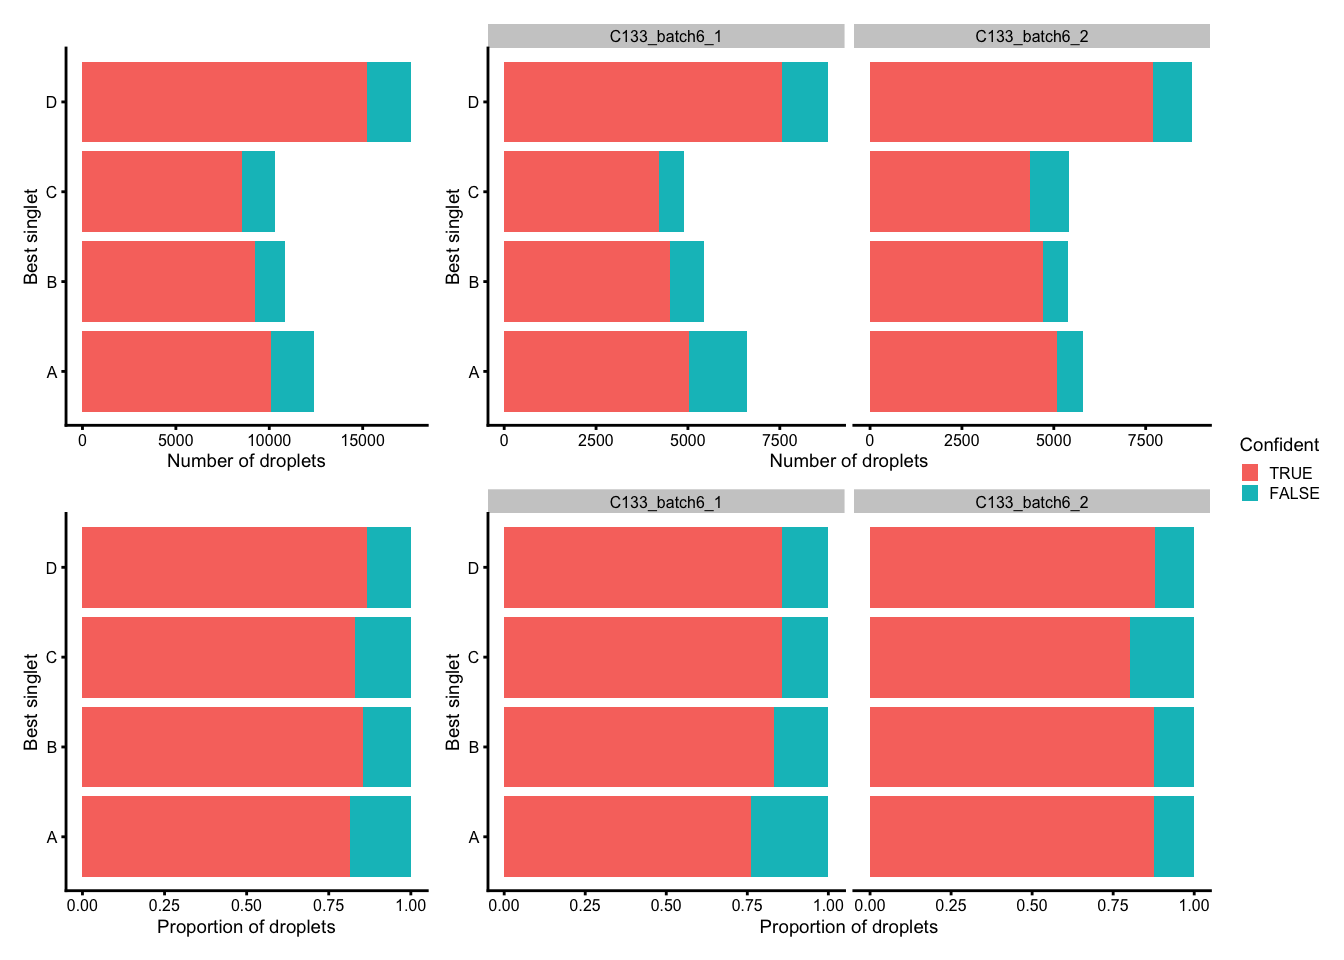 C133_batch6_1
C133_batch6_2
Best singlet
D
C
B
A
0
5000
10000
15000
Number of droplets
Best singlet
D
C
B
A
0
2500
5000
7500
0
2500
5000
7500
Number of droplets
Confident
TRUE
FALSE
Best singlet
D
C
B
A
0.00
0.25
0.50
0.75
1.00
Proportion of droplets
C133_batch6_1
C133_batch6_2
Best singlet
D
C
B
A
0.00
0.25
0.50
0.75
1.00
0.00
0.25
0.50
0.75
1.00
Proportion of droplets